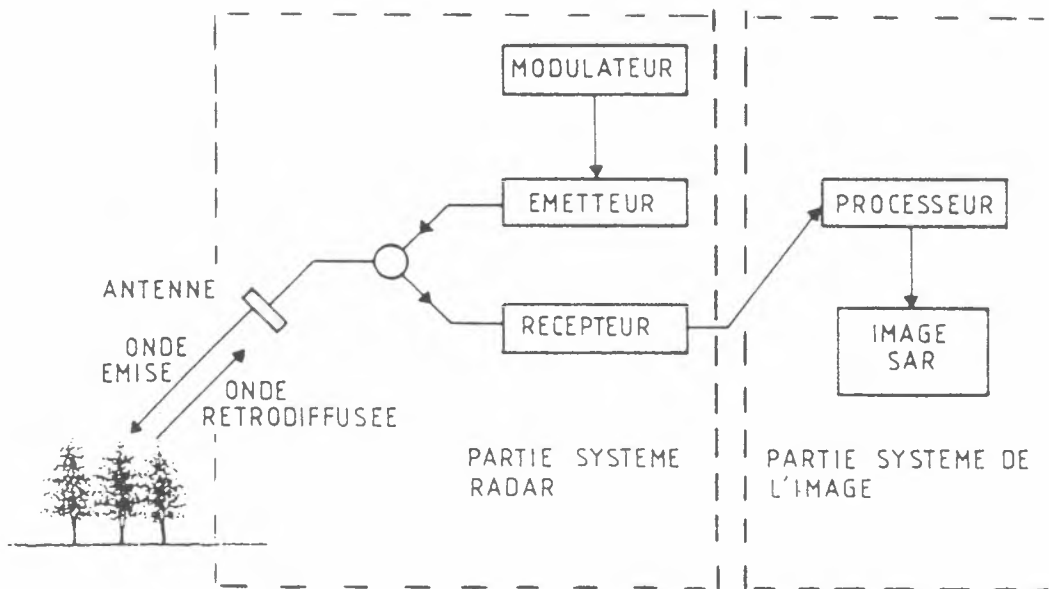 MODULATEUR
EMETTEUR
PROCESSEUR
ANTENNE
RECEPTEUR
IMAGE
SAR
ONDE
EMISE
ONDE
RETRODIFFUSEE
PARTIE SYSTEME
RADAR
PARTIE SYSTEME DE
L'IMAGE